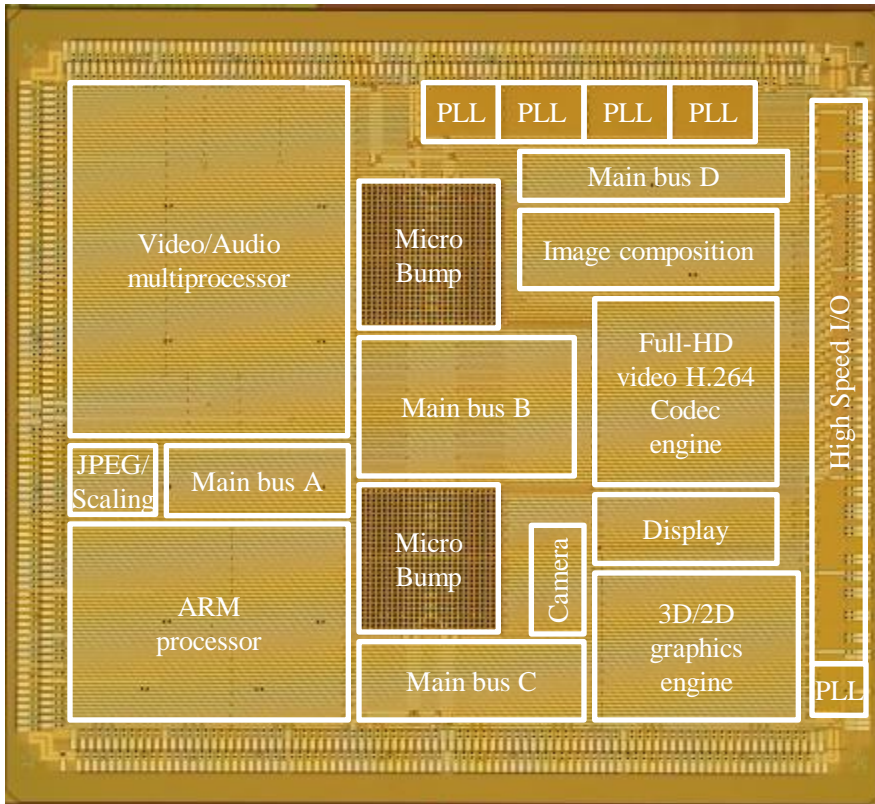 PLL
PLL
PLL
PLL
Main bus D
Video/Audio
multiprocessor
Micro
Bump
Image composition
High Speed I/O
Full-HD
video H.264
Codec
engine
Main bus B
JPEG/
Scaling
Main bus A
Micro
Bump
Camera
Display
ARM
processor
3D/2D
graphics
engine
Main bus C
PLL